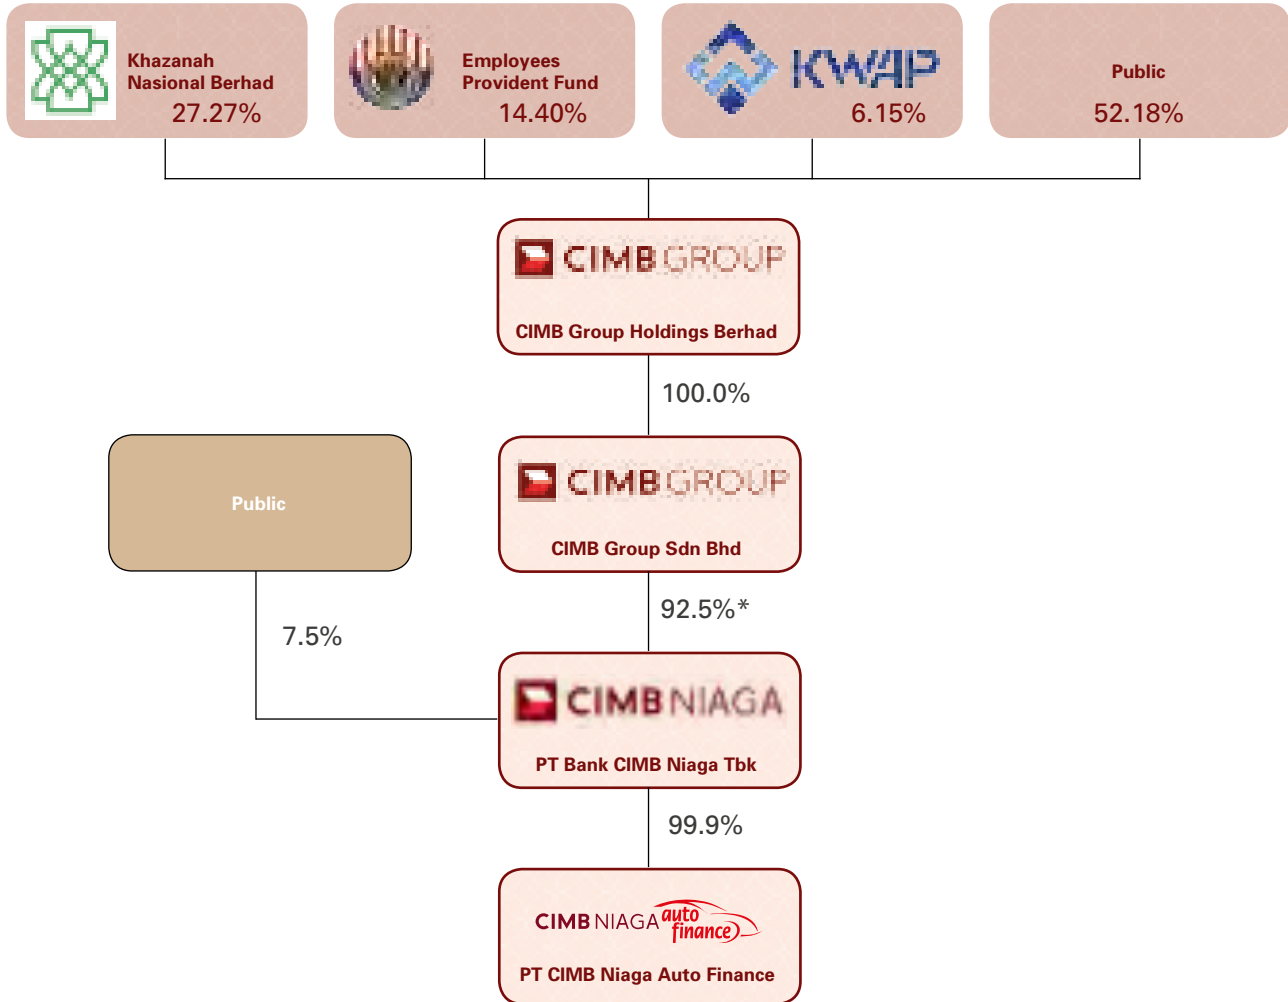 Khazanah
Nasional Berhad
27.27%
Employees
Provident Fund
14.40%
KWAP
6.15%
Public
52.18%
CIMB GROUP
CIMB Group Holdings Berhad
100.0%
Public
CIMB GROUP
CIMB Group Sdn Bhd
92.5%*
7.5%
CIMB NIAGA
PT Bank CIMB Niaga Tbk
99.9%
CIMB NIAGA auto
finance
PT CIMB Niaga Auto Finance